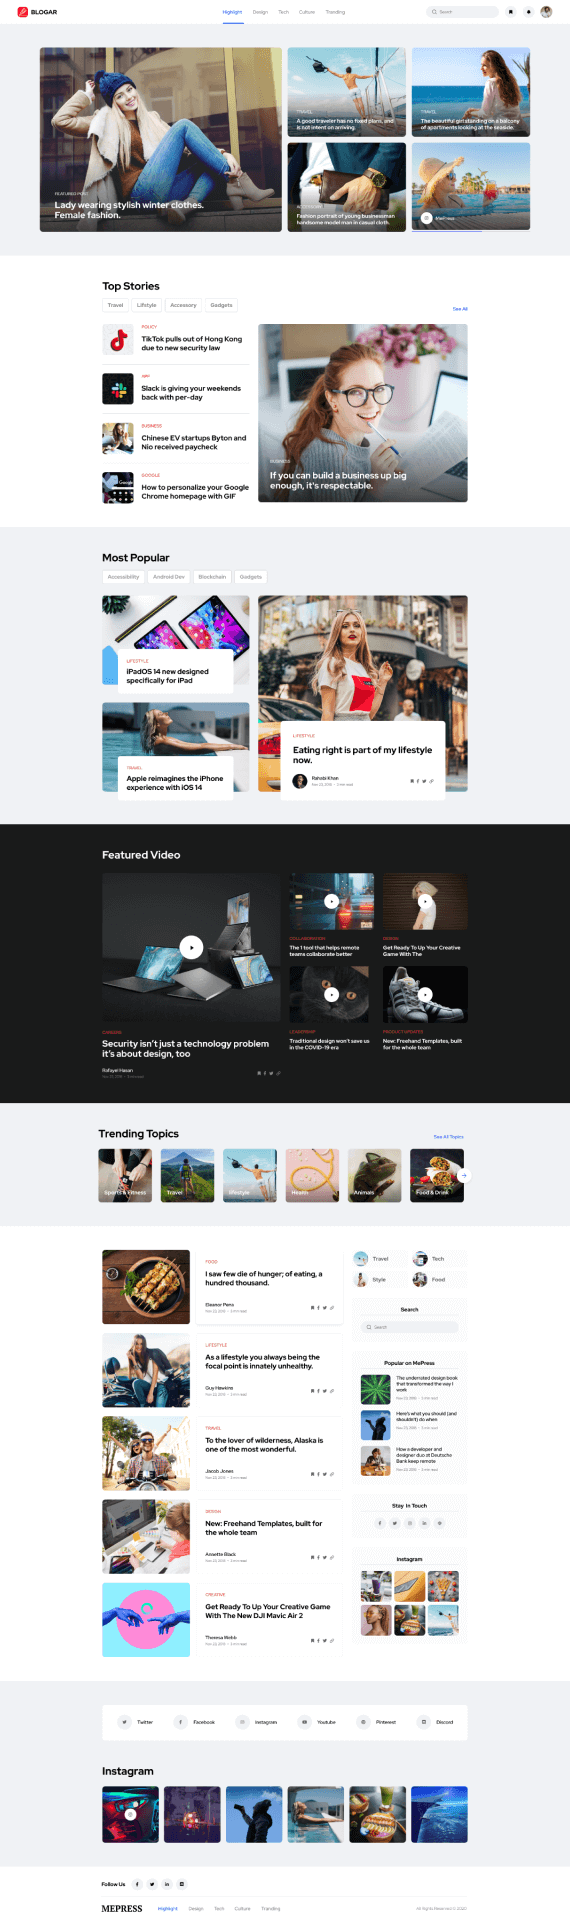 BLOGAR
Highlight Design Tech Culture Trending
Search
FEATURED POST
Lady wearing stylish winter clothes.
Female fashion.
TRAVEL
A good traveler has no fixed plans, and
is not intent on arriving.
TRAVEL
The beautiful girl standing on a balcony
of apartments looking at the seaside.
ACCESSORY
Fashion portrait of young businessman
handsome model man in casual cloth.
Top Stories
Travel Lifestyle Accessory Gadgets
See All
POLICY
TikTok pulls out of Hong Kong
due to new security law
Slack is giving your weekends
back with per-day
BUSINESS
Chinese EV startups Byton and
Nio received paycheck
GOOGLE
How to personalize your Google
Chrome homepage with GIF
BUSINESS
If you can build a business up big
enough, it's respectable.
Most Popular
Accessibility Android Dev Blockchain Gadgets
LIFESTYLE
iPadOS 14 new designed
specifically for iPad
TRAVEL
Apple reimagines the iPhone
experience with iOS 14
LIFESTYLE
Eating right is part of my lifestyle
now.
Rahabi Khan
Featured Video
CAREERS
Security isn't just a technology problem
it's about design, too
Rafayel Hasan
COLLABORATION
The 1 tool that helps remote
teams collaborate better
DESIGN
Get Ready To Up Your Creative
Game With The
LEADERSHIP
Traditional design won't save us
in the COVID-19 era
PRODUCT UPDATES
New: Freehand Templates, built
for the whole team
Trending Topics
See All Topics
Sports & Fitness
Travel
lifestyle
Health
Animals
Food & Drink
FOOD
I saw few die of hunger; of eating, a
hundred thousand.
Eleanor Pena
LIFESTYLE
As a lifestyle you always being the
focal point is innately unhealthy.
Guy Hawkins
TRAVEL
To the lover of wilderness, Alaska is
one of the most wonderful.
Jacob Jones
DESIGN
New: Freehand Templates, built for
the whole team
Annette Black
CREATIVE
Get Ready To Up Your Creative Game
With The New DJI Mavic Air 2
Theresa Webb
Travel Tech
Style Food
Search
Search
Popular on MePress
The underrated design book
that transformed the way I
work
Here's what you should (and
shouldn't) do when
How a developer and
designer duo at Deutsche
Bank keep remote
Stay In Touch
Instagram
Twitter Facebook Instagram Youtube Pinterest Discord
Instagram
Follow Us
MEPRESS
Highlight Design Tech Culture Trending
All Rights Reserved © 2020